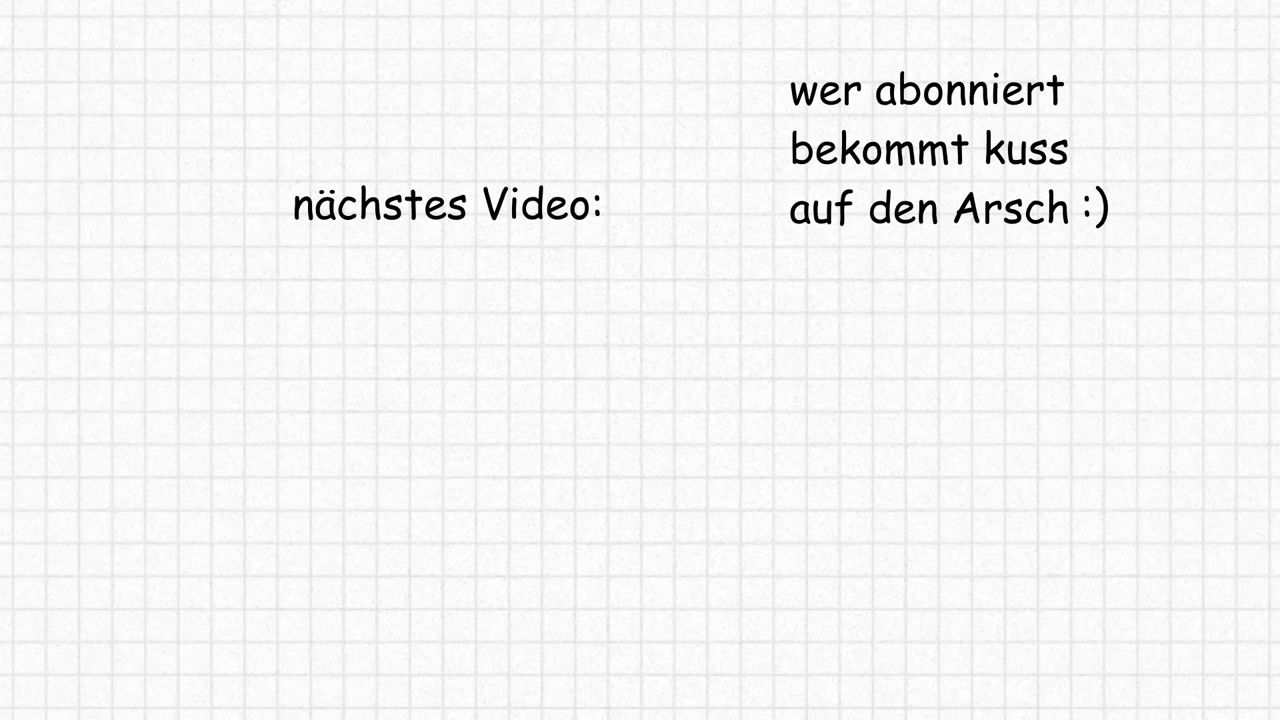 nächstes Video:
wer abonniert
bekommt kuss
auf den Arsch :)